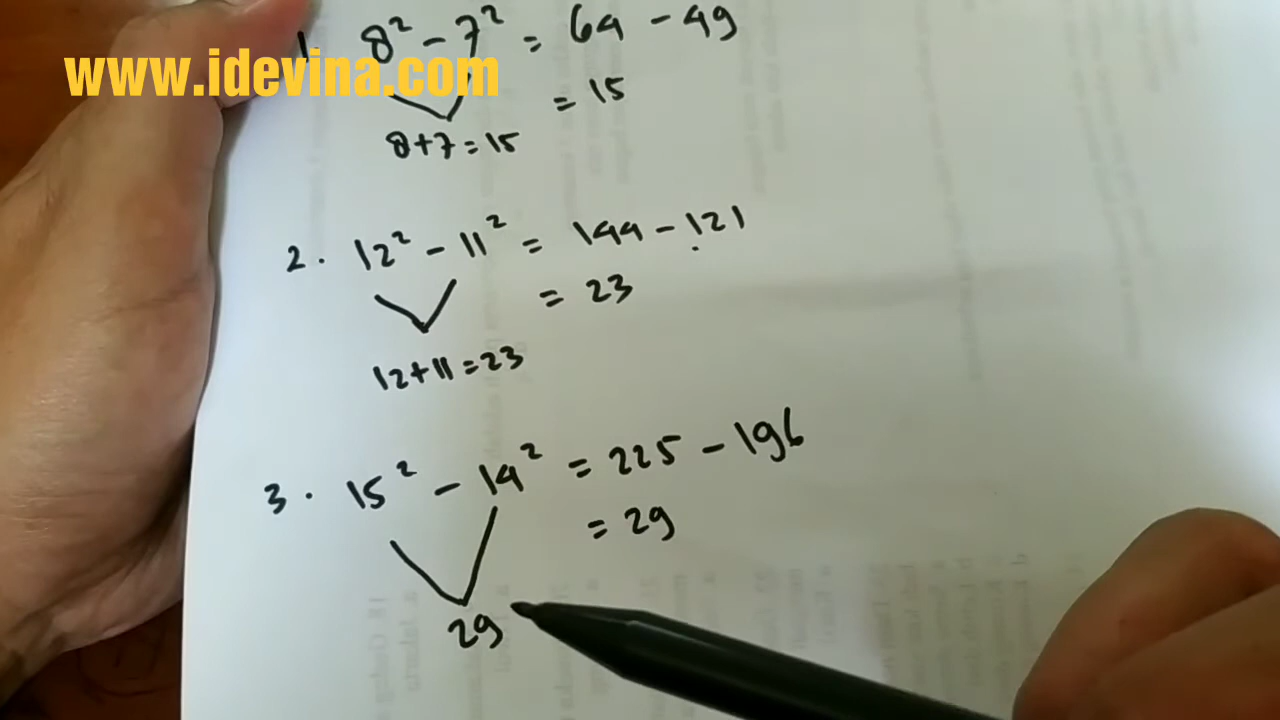 www.idevina.com
1. 8² - 7² = 64 - 49
= 15
8+7=15
2. 12² - 11² = 144 - 121
= 23
12+11=23
3. 15² - 14² = 225 - 196
= 29
29